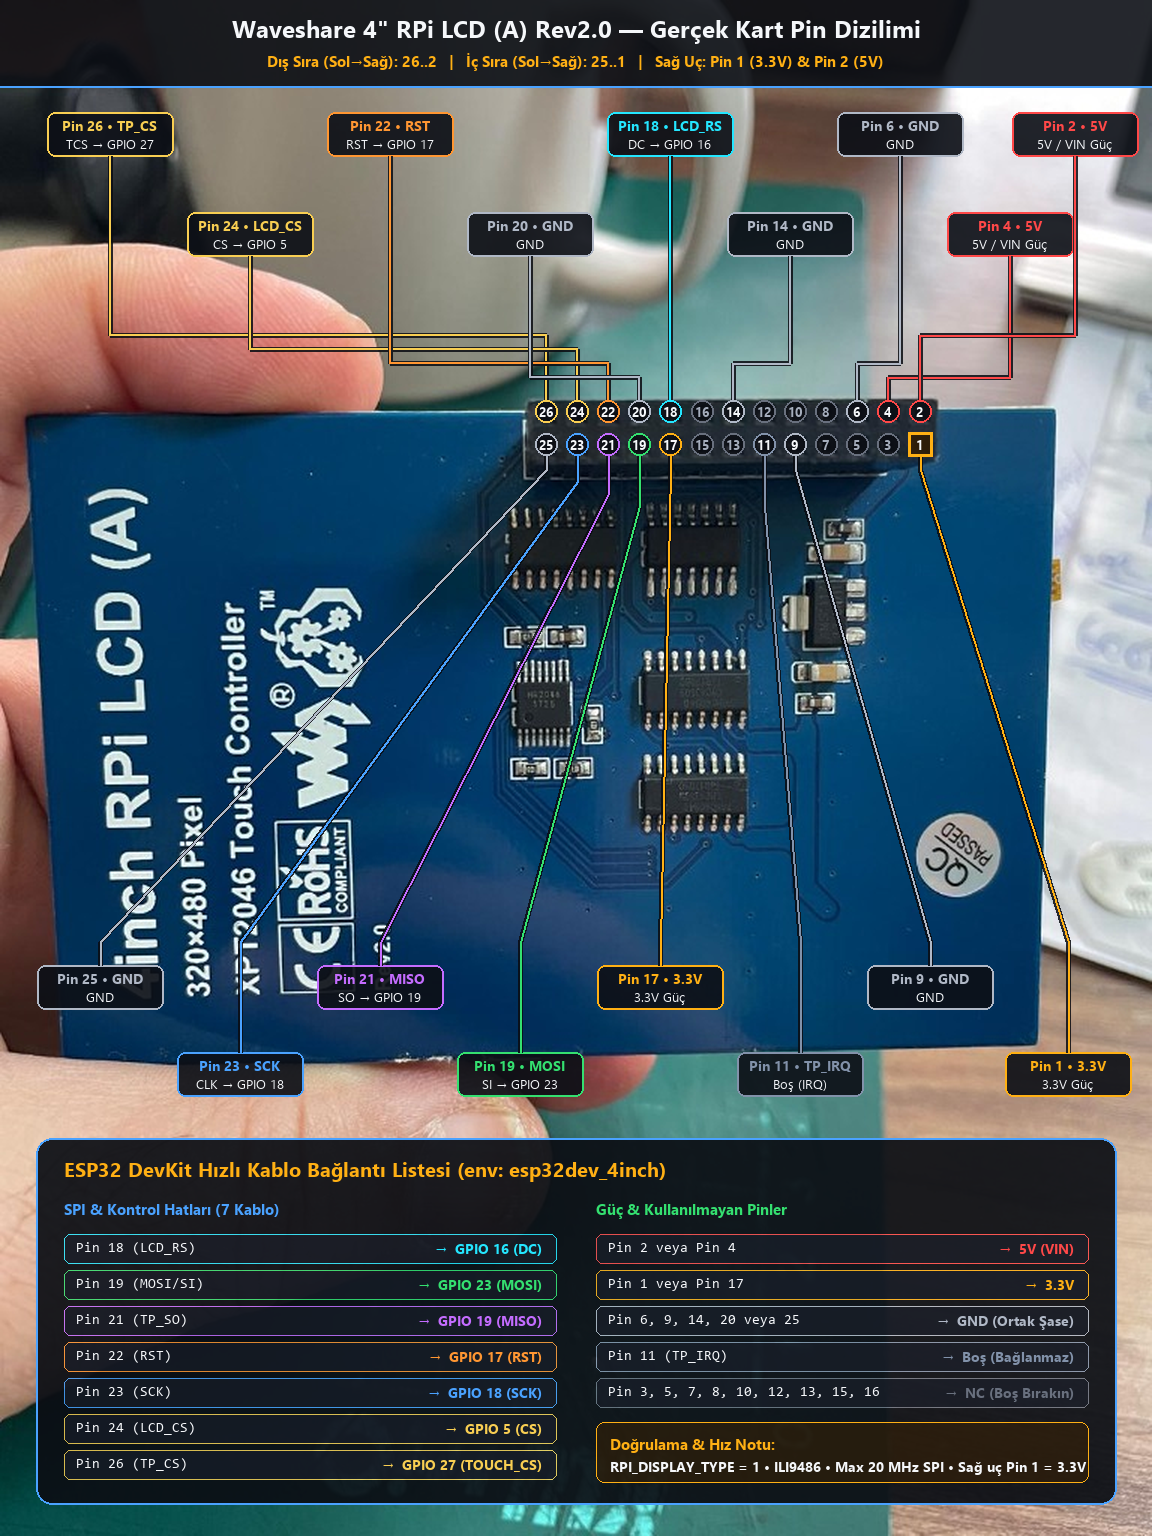 Waveshare 4" RPi LCD (A) Rev2.0 — Gerçek Kart Pin Dizilimi
Dış Sıra (Sol→Sağ): 26..2 | İç Sıra (Sol→Sağ): 25..1 | Sağ Uç: Pin 1 (3.3V) & Pin 2 (5V)
Pin 26 • TP_CS
TCS → GPIO 27
Pin 22 • RST
RST → GPIO 17
Pin 18 • LCD_RS
DC → GPIO 16
Pin 6 • GND
GND
Pin 2 • 5V
5V / VIN Güç
Pin 24 • LCD_CS
CS → GPIO 5
Pin 20 • GND
GND
Pin 14 • GND
GND
Pin 4 • 5V
5V / VIN Güç
26 24 22 20 18 16 14 12 10 8 6 4 2
25 23 21 19 17 15 13 11 9 7 5 3 1
4inch RPi LCD (A)
320×480 Pixel
XPT2046 Touch Controller
TM
®
CE RoHS
COMPLIANT
Rev2.0
QC
PASSED
Pin 25 • GND
GND
Pin 21 • MISO
SO → GPIO 19
Pin 17 • 3.3V
3.3V Güç
Pin 9 • GND
GND
Pin 23 • SCK
CLK → GPIO 18
Pin 19 • MOSI
SI → GPIO 23
Pin 11 • TP_IRQ
Boş (IRQ)
Pin 1 • 3.3V
3.3V Güç
ESP32 DevKit Hızlı Kablo Bağlantı Listesi (env: esp32dev_4inch)
SPI & Kontrol Hatları (7 Kablo)
Pin 18 (LCD_RS) → GPIO 16 (DC)
Pin 19 (MOSI/SI) → GPIO 23 (MOSI)
Pin 21 (TP_SO) → GPIO 19 (MISO)
Pin 22 (RST) → GPIO 17 (RST)
Pin 23 (SCK) → GPIO 18 (SCK)
Pin 24 (LCD_CS) → GPIO 5 (CS)
Pin 26 (TP_CS) → GPIO 27 (TOUCH_CS)
Güç & Kullanılmayan Pinler
Pin 2 veya Pin 4 → 5V (VIN)
Pin 1 veya Pin 17 → 3.3V
Pin 6, 9, 14, 20 veya 25 → GND (Ortak Şase)
Pin 11 (TP_IRQ) → Boş (Bağlanmaz)
Pin 3, 5, 7, 8, 10, 12, 13, 15, 16 → NC (Boş Bırakın)
Doğrulama & Hız Notu:
RPI_DISPLAY_TYPE = 1 • ILI9486 • Max 20 MHz SPI • Sağ uç Pin 1 = 3.3V